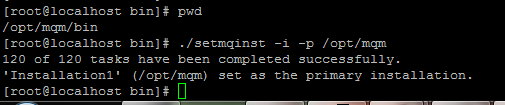 [root@localhost bin]# pwd
/opt/mqm/bin
[root@localhost bin]# ./setmqinst -i -p /opt/mqm
120 of 120 tasks have been completed successfully.
'Installation1' (/opt/mqm) set as the primary installation.
[root@localhost bin]#